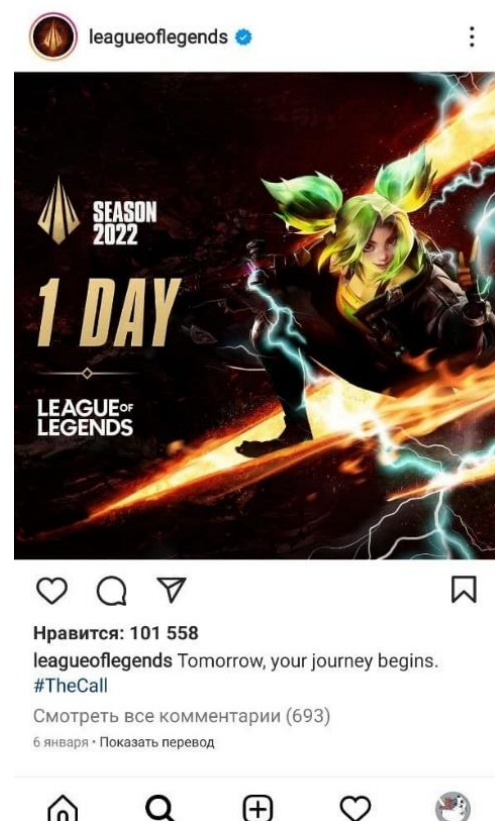 leagueoflegends
SEASON
2022
1 DAY
LEAGUE OF
LEGENDS
Нравится: 101 558
leagueoflegends Tomorrow, your journey begins.
#TheCall
Смотреть все комментарии (693)
6 января • Показать перевод